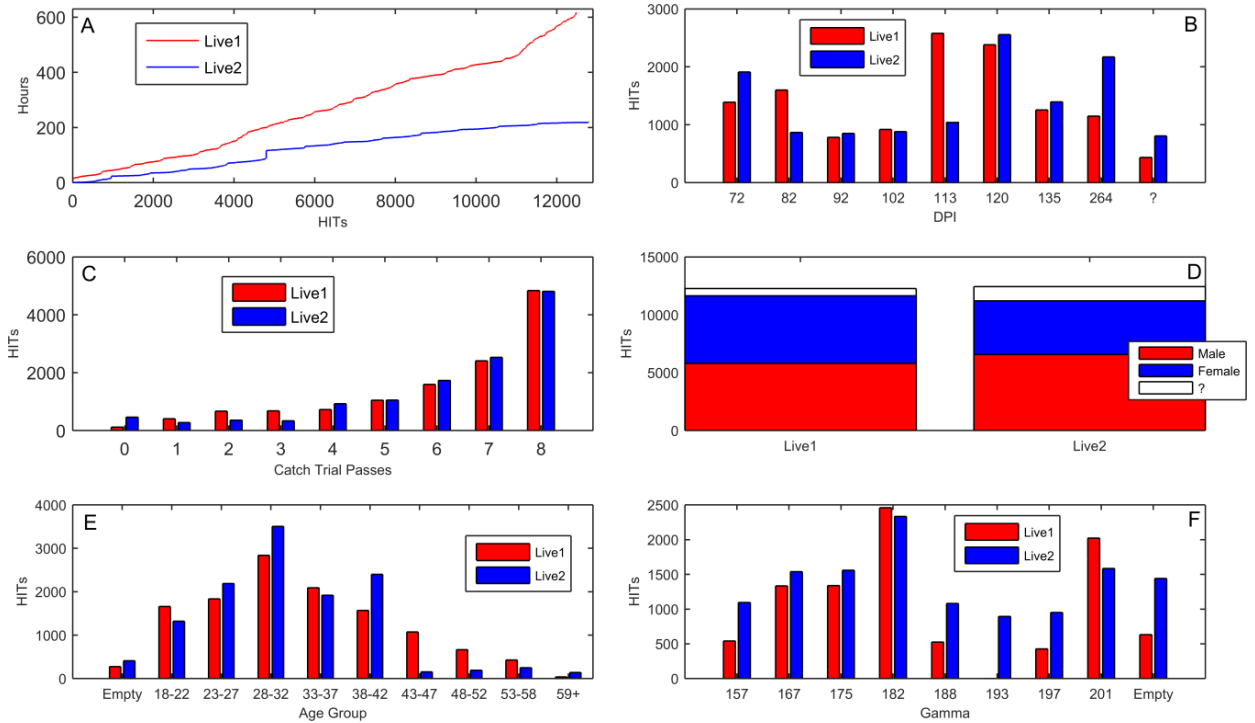 A
Live1
Live2
600
400
200
0
Hours
0 2000 4000 6000 8000 10000 12000
HITs
B
Live1
Live2
3000
2000
1000
0
HITs
72 82 92 102 113 120 135 264 ?
DPI
C
Live1
Live2
6000
4000
2000
0
HITs
0 1 2 3 4 5 6 7 8
Catch Trial Passes
D
15000
10000
5000
0
HITs
Male
Female
?
Live1 Live2
E
Live1
Live2
4000
3000
2000
1000
0
HITs
Empty 18-22 23-27 28-32 33-37 38-42 43-47 48-52 53-58 59+
Age Group
F
Live1
Live2
2500
2000
1500
1000
500
0
HITs
157 167 175 182 188 193 197 201 Empty
Gamma